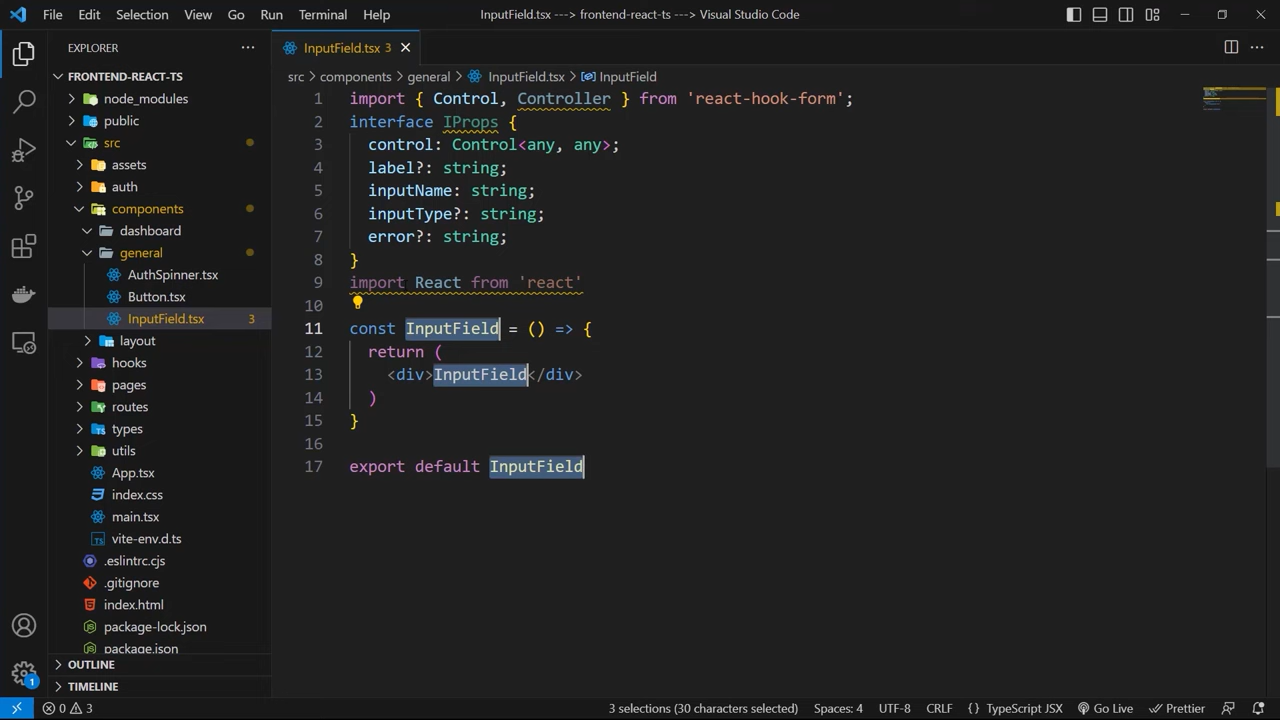 File Edit Selection View Go Run Terminal Help InputField.tsx ---> frontend-react-ts ---> Visual Studio Code
EXPLORER
FRONTEND-REACT-TS
node_modules
public
src
assets
auth
components
dashboard
general
AuthSpinner.tsx
Button.tsx
InputField.tsx 3
layout
hooks
pages
routes
types
utils
App.tsx
index.css
main.tsx
TS vite-env.d.ts
.eslintrc.cjs
.gitignore
index.html
package-lock.json
package.json
OUTLINE
TIMELINE
1
InputField.tsx 3
src > components > general > InputField.tsx > InputField
1 import { Control, Controller } from 'react-hook-form';
2 interface IProps {
3 control: Control<any, any>;
4 label?: string;
5 inputName: string;
6 inputType?: string;
7 error?: string;
8 }
9 import React from 'react'
10
11 const InputField = () => {
12 return (
13 <div>InputField</div>
14 )
15 }
16
17 export default InputField
0 3 3 selections (30 characters selected) Spaces: 4 UTF-8 CRLF {} TypeScript JSX Go Live Prettier